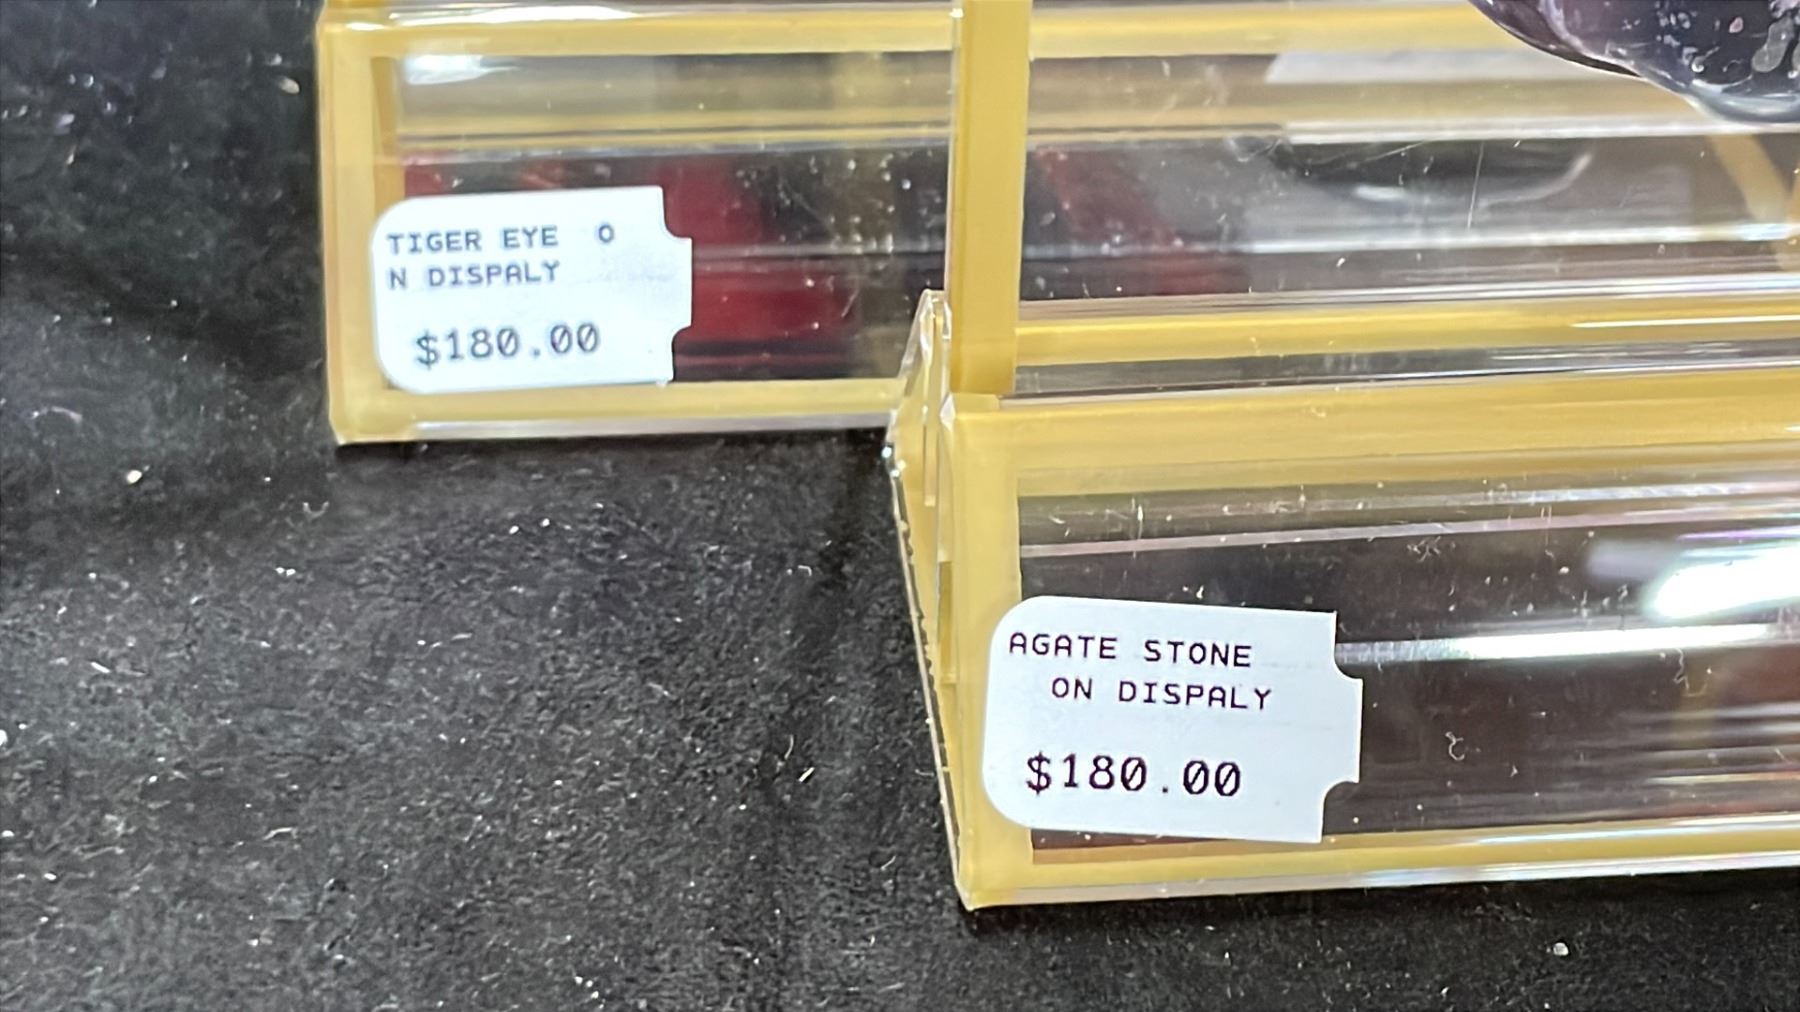 TIGER EYE O
N DISPALY
$180.00
AGATE STONE
ON DISPALY
$180.00